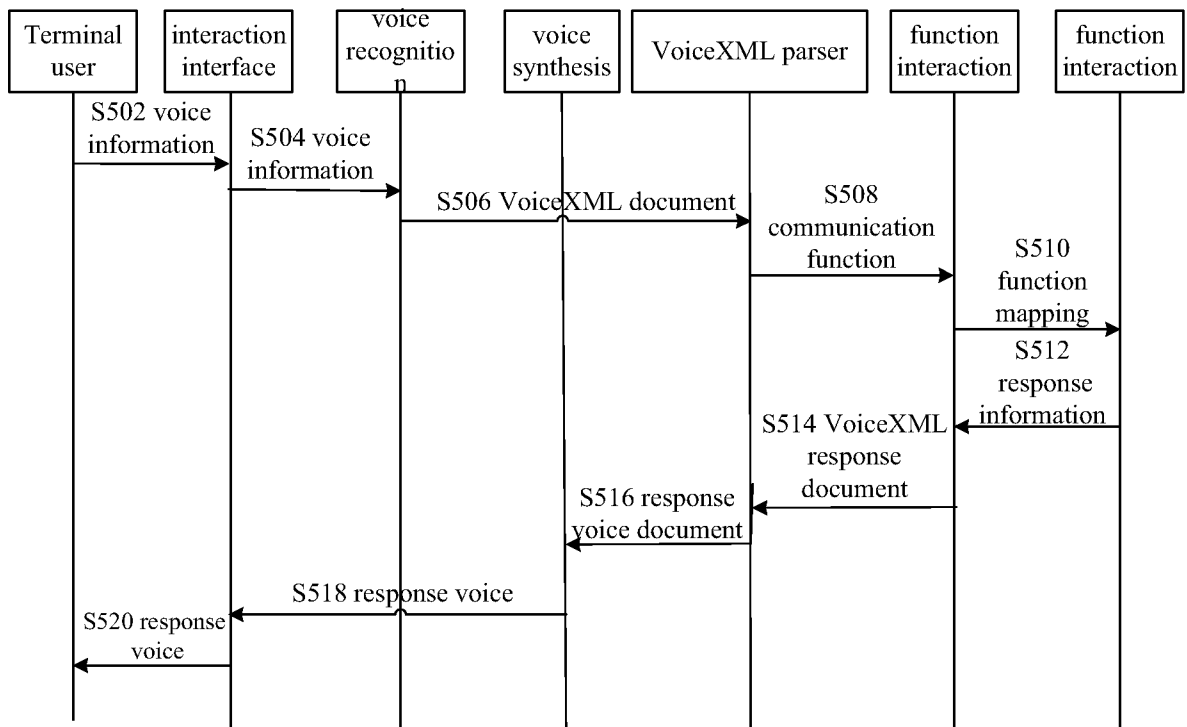 Terminal
user
interaction
interface
voice
recognitio
n
voice
synthesis
VoiceXML parser
function
interaction
function
interaction
S502 voice
information
S504 voice
information
S506 VoiceXML document
S508
communication
function
S510
function
mapping
S512
response
information
S514 VoiceXML
response
document
S516 response
voice document
S518 response voice
S520 response
voice